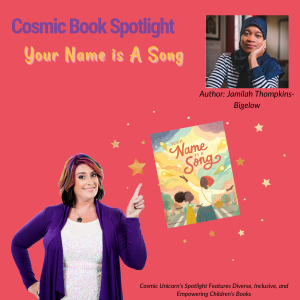 Cosmic Book Spotlight
Your Name is A Song
Author: Jamilah Thompkins-
Bigelow
Name
Song
Cosmic Unicorn's Spotlight Features Diverse, Inclusive, and
Empowering Children's Books